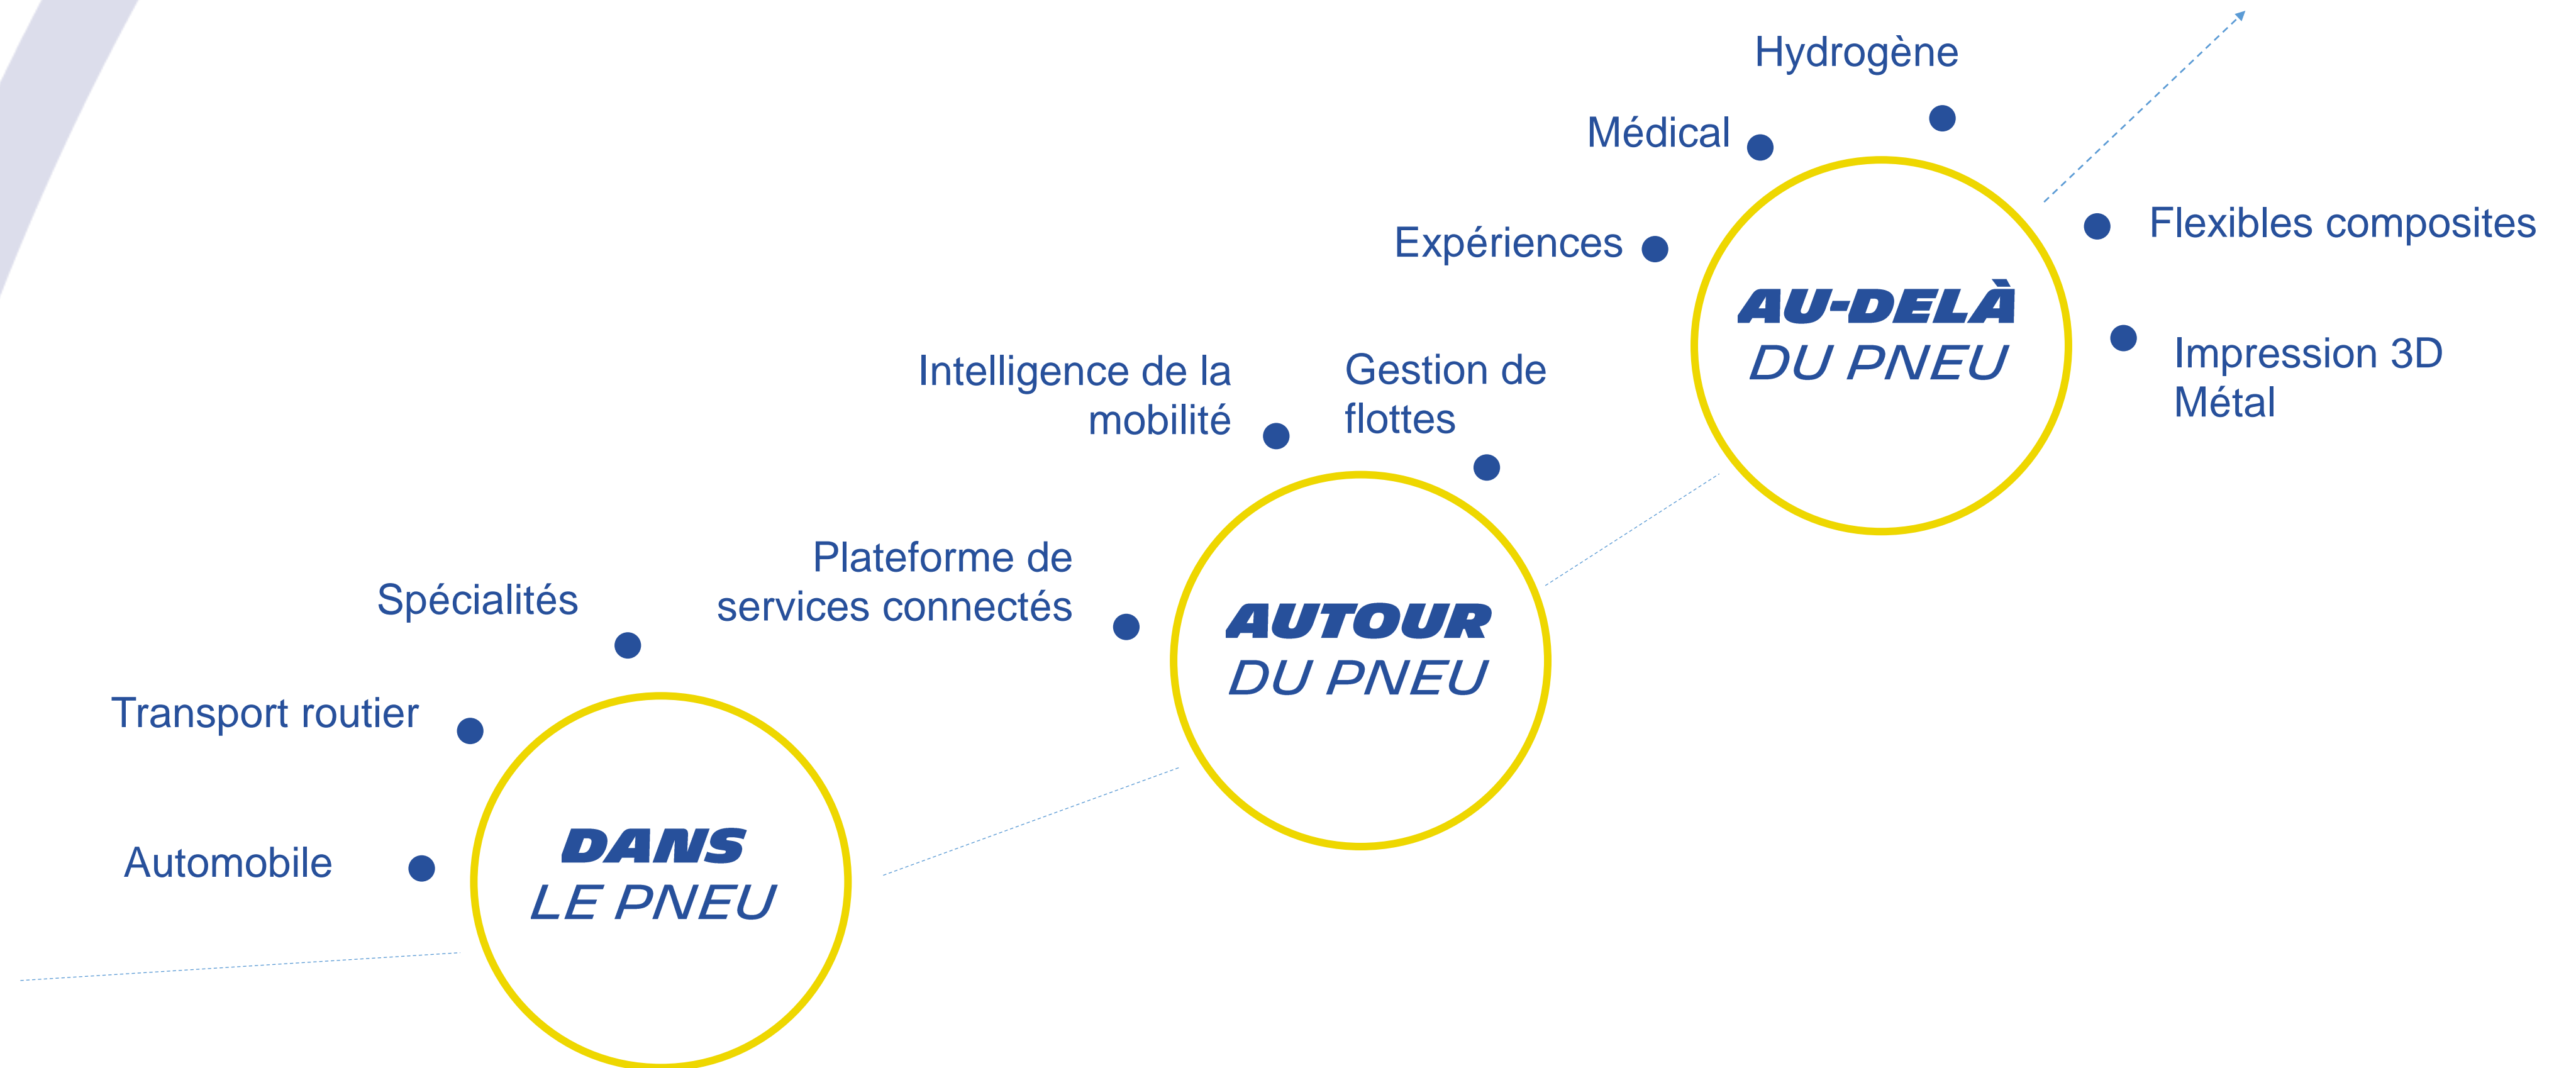 Hydrogène
Médical
Expériences
Flexibles composites
AU-DELÀ
DU PNEU
Impression 3D
Métal
Intelligence de la
mobilité
Gestion de
flottes
Plateforme de
services connectés
AUTOUR
DU PNEU
Spécialités
Transport routier
Automobile
DANS
LE PNEU